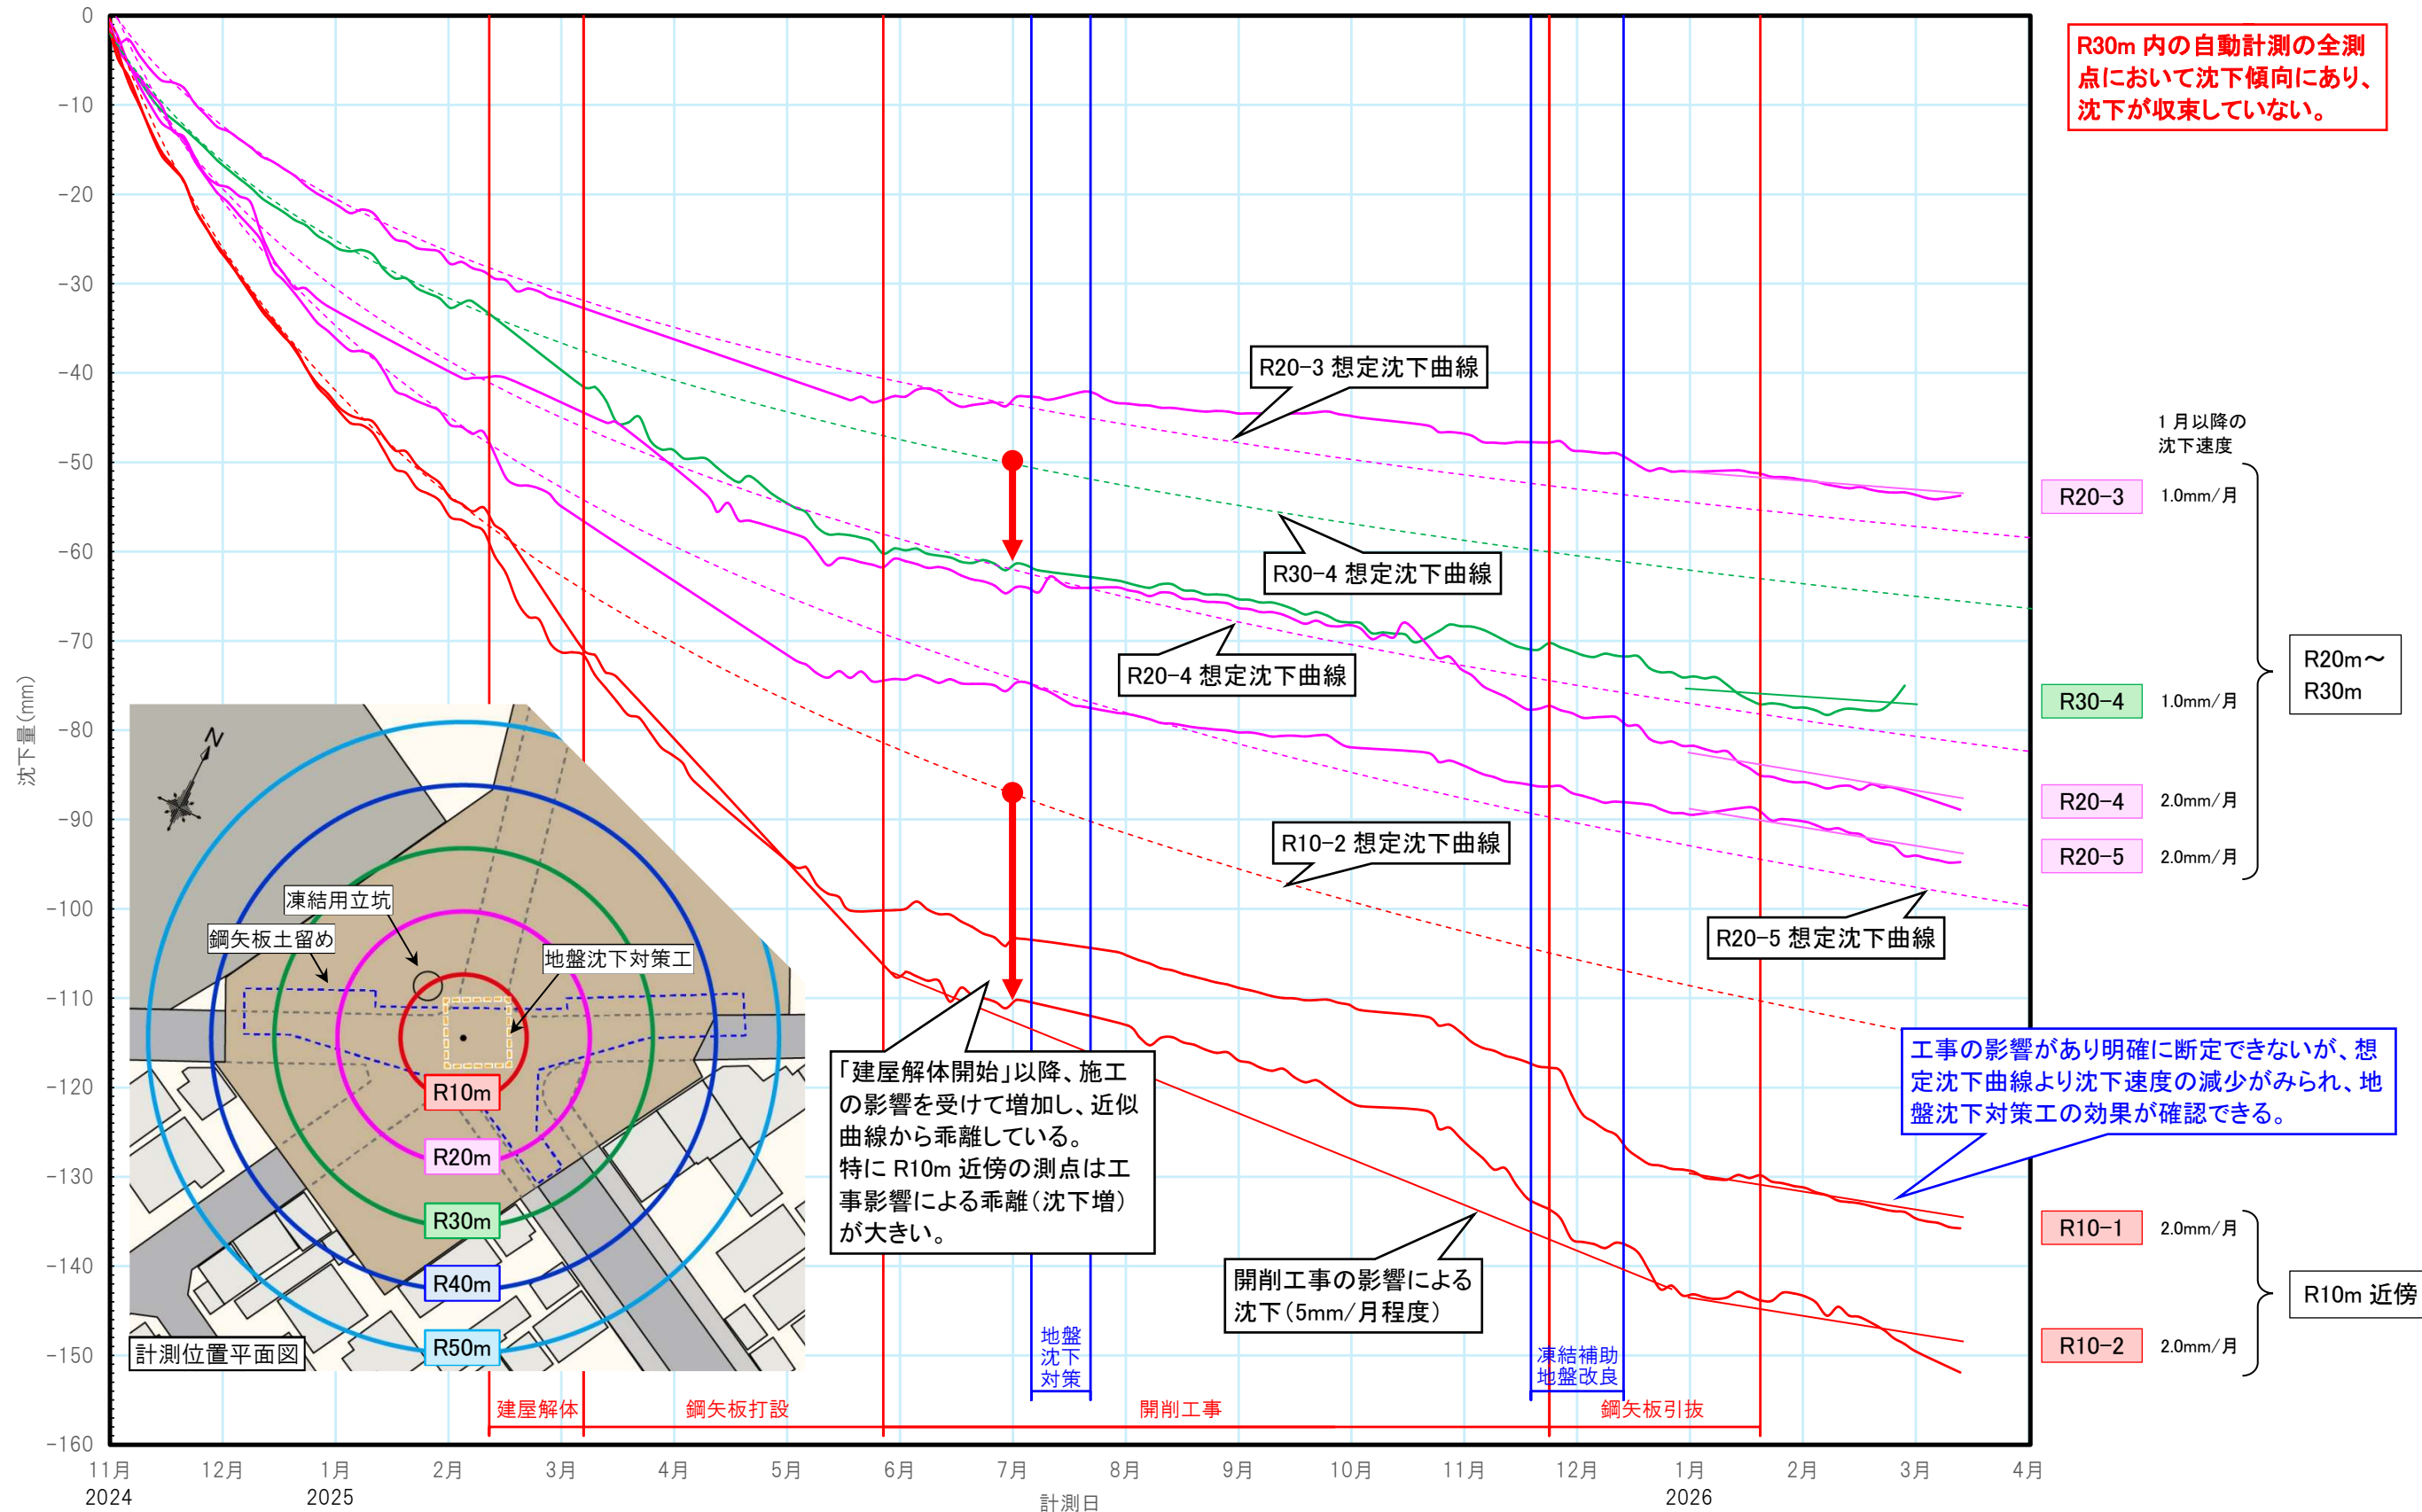 0
-10
-20
-30
-40
-50
-60
-70
-80
-90
-100
-110
-120
-130
-140
-150
-160
沈下量(mm)
11月
12月
1月
2月
3月
4月
5月
6月
7月
8月
9月
10月
11月
12月
1月
2月
3月
4月
2024
2025
2026
計測日
R30m 内の自動計測の全測
点において沈下傾向にあり、
沈下が収束していない。
R20-3 想定沈下曲線
R30-4 想定沈下曲線
R20-4 想定沈下曲線
R10-2 想定沈下曲線
R20-5 想定沈下曲線
1 月以降の
沈下速度
R20-3 1.0mm/月
R30-4 1.0mm/月
R20-4 2.0mm/月
R20-5 2.0mm/月
R20m～
R30m
工事の影響があり明確に断定できないが、想
定沈下曲線より沈下速度の減少がみられ、地
盤沈下対策工の効果が確認できる。
R10-1 2.0mm/月
R10-2 2.0mm/月
R10m 近傍
「建屋解体開始」以降、施工
の影響を受けて増加し、近似
曲線から乖離している。
特に R10m 近傍の測点は工
事影響による乖離(沈下増)
が大きい。
開削工事の影響による
沈下(5mm/月程度)
N
凍結用立坑
鋼矢板土留め
地盤沈下対策工
R10m
R20m
R30m
R40m
R50m
計測位置平面図
地盤
沈下
対策
凍結補助
地盤改良
建屋解体
鋼矢板打設
開削工事
鋼矢板引抜